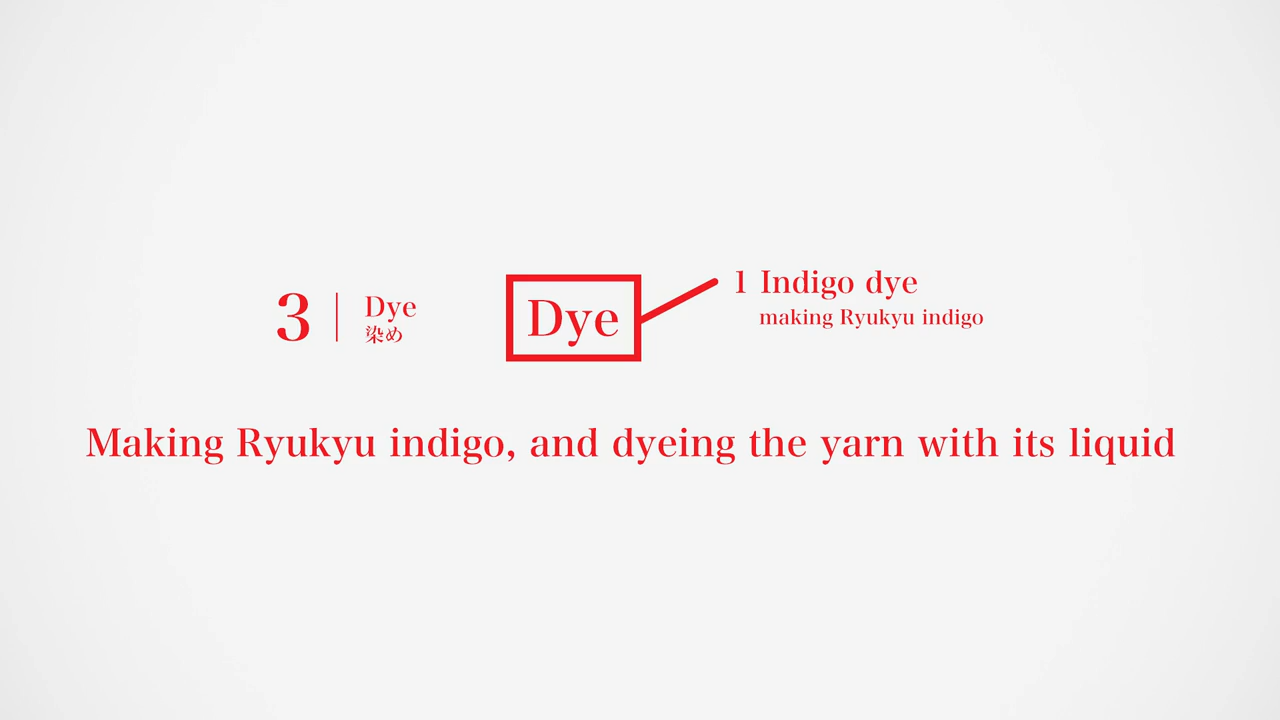 3
Dye
染め
Dye
1 Indigo dye
making Ryukyu indigo
Making Ryukyu indigo, and dyeing the yarn with its liquid